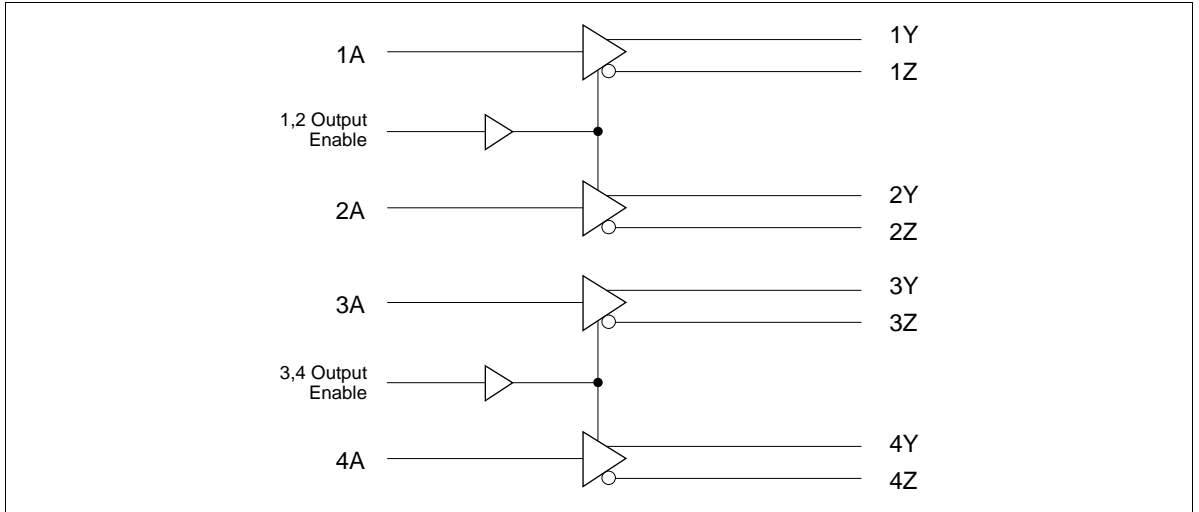 1A
1Y
1Z
1,2 Output
Enable
2A
2Y
2Z
3A
3Y
3Z
3,4 Output
Enable
4A
4Y
4Z